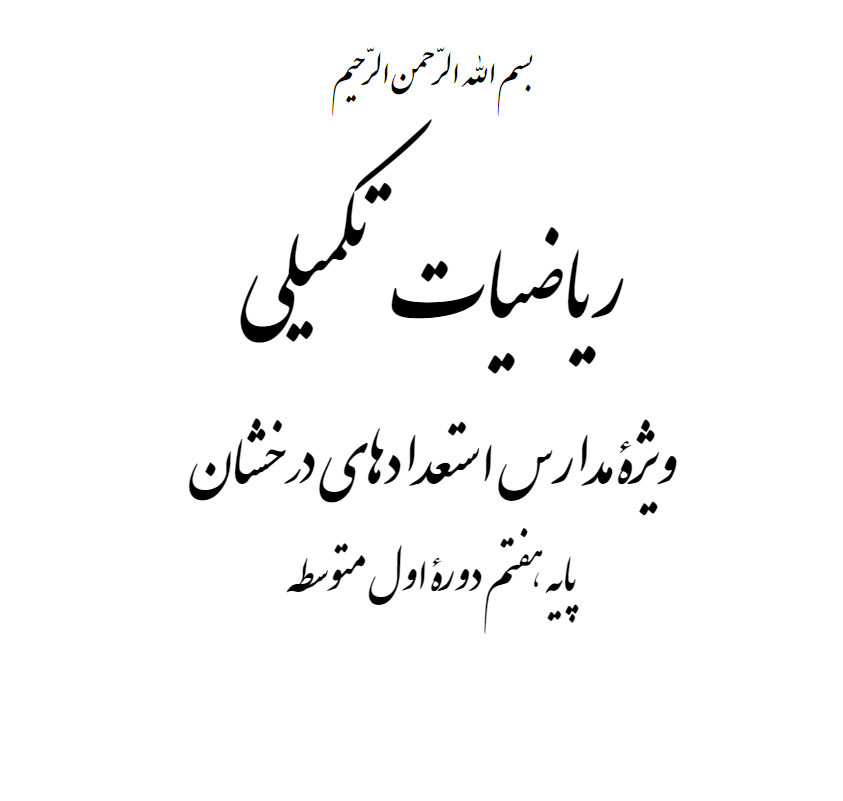 بسم الله الرّحمن الرّحیم
ریاضیات تکمیلی
ویژهٔ مدارس استعدادهای درخشان
پایه هفتم دورهٔ اول متوسطه